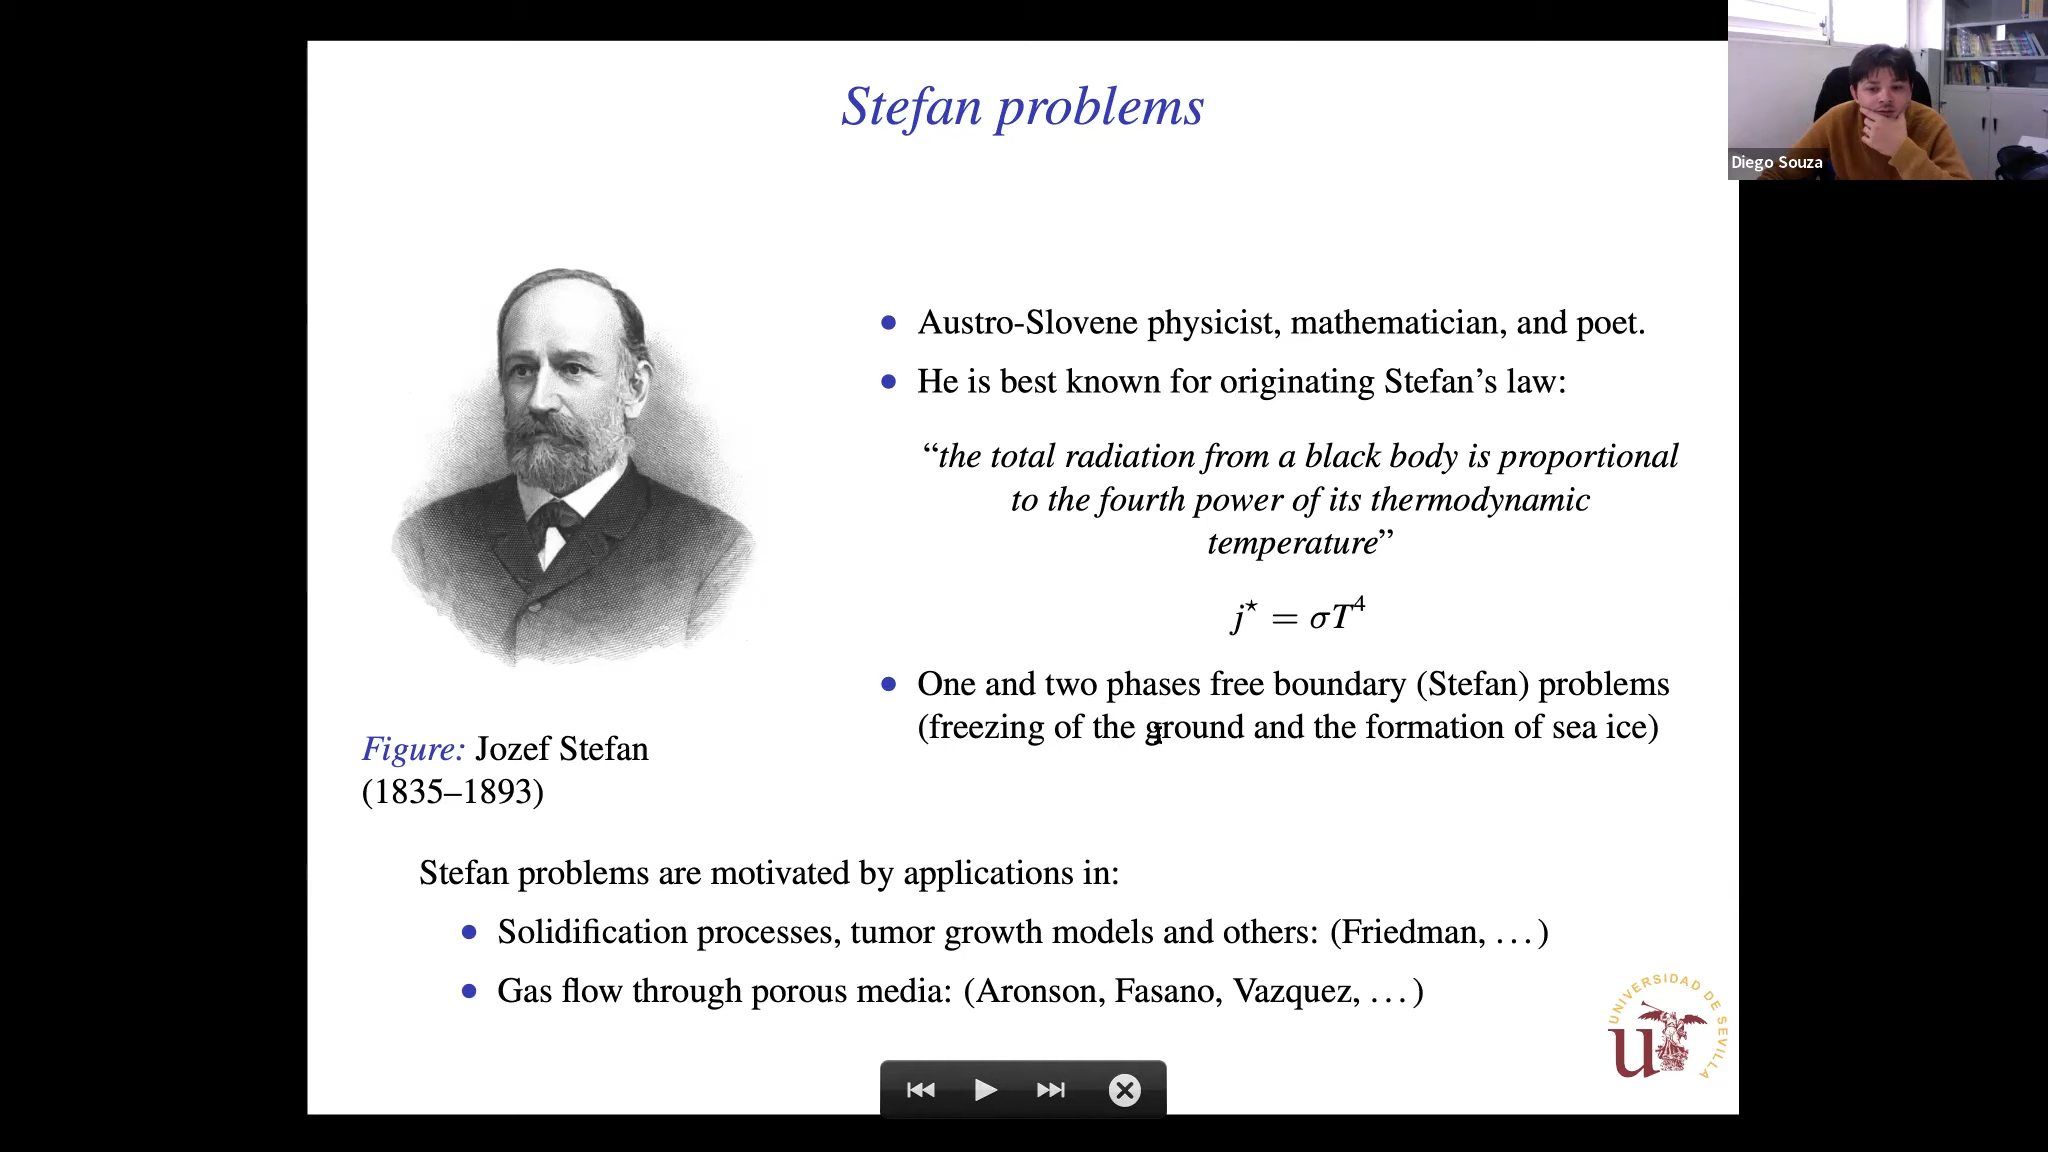 Stefan problems
Diego Souza
• Austro-Slovene physicist, mathematician, and poet.
• He is best known for originating Stefan’s law:
“the total radiation from a black body is proportional
to the fourth power of its thermodynamic
temperature”
j⋆ = σT⁴
• One and two phases free boundary (Stefan) problems
(freezing of the ground and the formation of sea ice)
Figure: Jozef Stefan
(1835–1893)
Stefan problems are motivated by applications in:
• Solidification processes, tumor growth models and others: (Friedman, ...)
• Gas flow through porous media: (Aronson, Fasano, Vazquez, ...)
UNIVERSIDAD DE SEVILLA
u